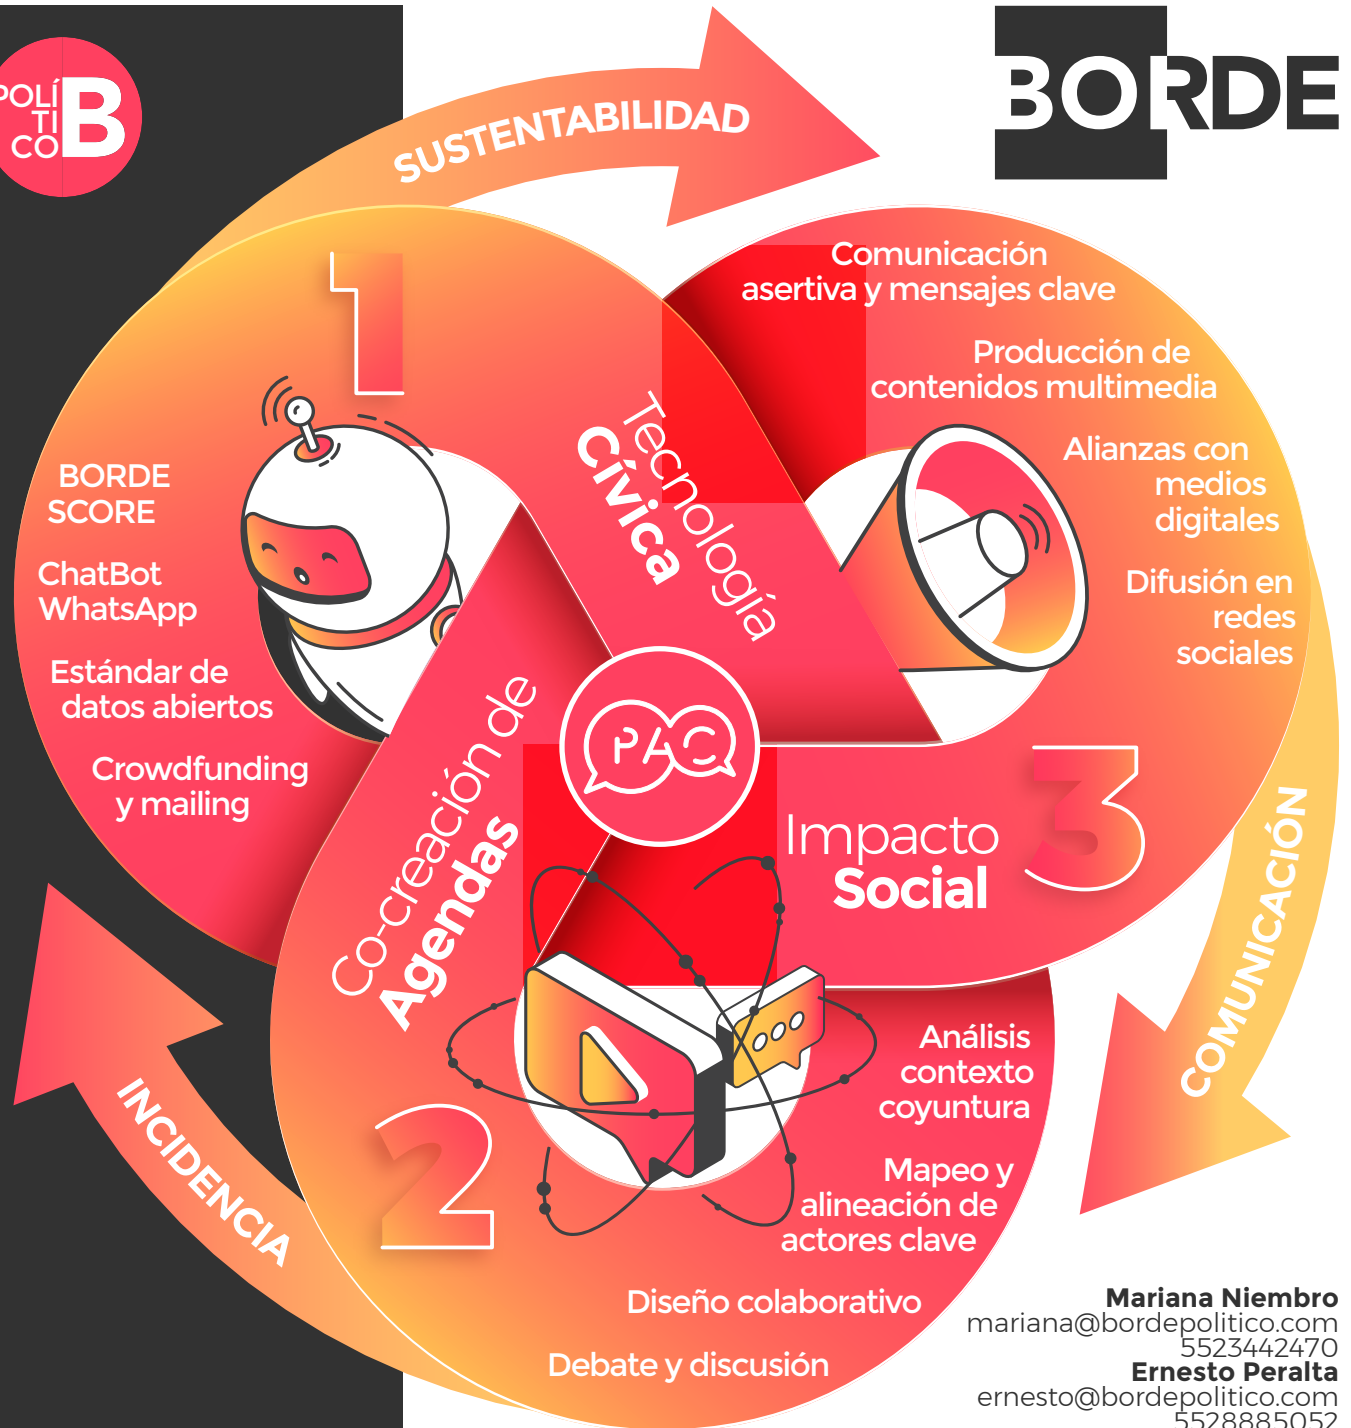 POLÍ
TI
CO
B
BORDE
SUSTENTABILIDAD
1
Tecnología
Cívica
BORDE
SCORE
ChatBot
WhatsApp
Estándar de
datos abiertos
Crowdfunding
y mailing
Comunicación
asertiva y mensajes clave
Producción de
contenidos multimedia
Alianzas con
medios
digitales
Difusión en
redes
sociales
PAC
Impacto
Social
3
COMUNICACIÓN
Co-creación de
Agendas
2
INCIDENCIA
Análisis
contexto
coyuntura
Mapeo y
alineación de
actores clave
Diseño colaborativo
Debate y discusión
Mariana Niembro
mariana@bordepolitico.com
5523442470
Ernesto Peralta
ernesto@bordepolitico.com
5528885052